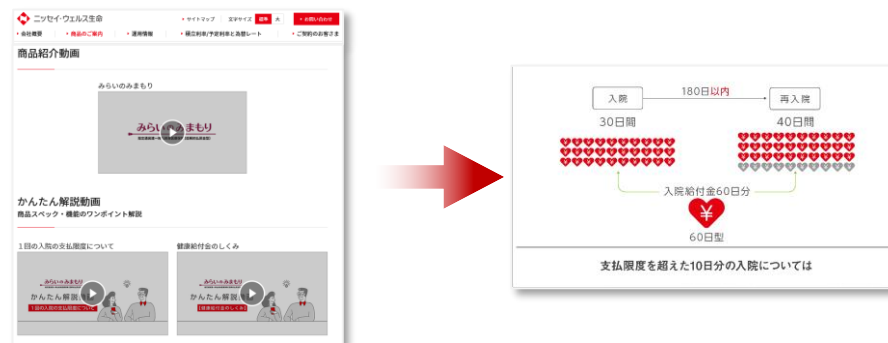 ニッセイ・ウェルス生命
サイトマップ 文字サイズ 標準 大 お問い合わせ
会社概要 商品のご案内 運用情報 積立利率/予定利率と為替レート ご契約のお客さま
商品紹介動画
みらいのみまもり
みらいのみまもり
かんたん解説動画
商品スペック・機能のワンポイント解説
1回の入院の支払限度について 健康給付金のしくみ
みらいのみまもり みらいのみまもり
かんたん解説動画 かんたん解説動画
1回の入院の支払限度について 【健康給付金のしくみ】
入院 180日以内 再入院
30日間 40日間
入院給付金60日分
¥
60日型
支払限度を超えた10日分の入院については